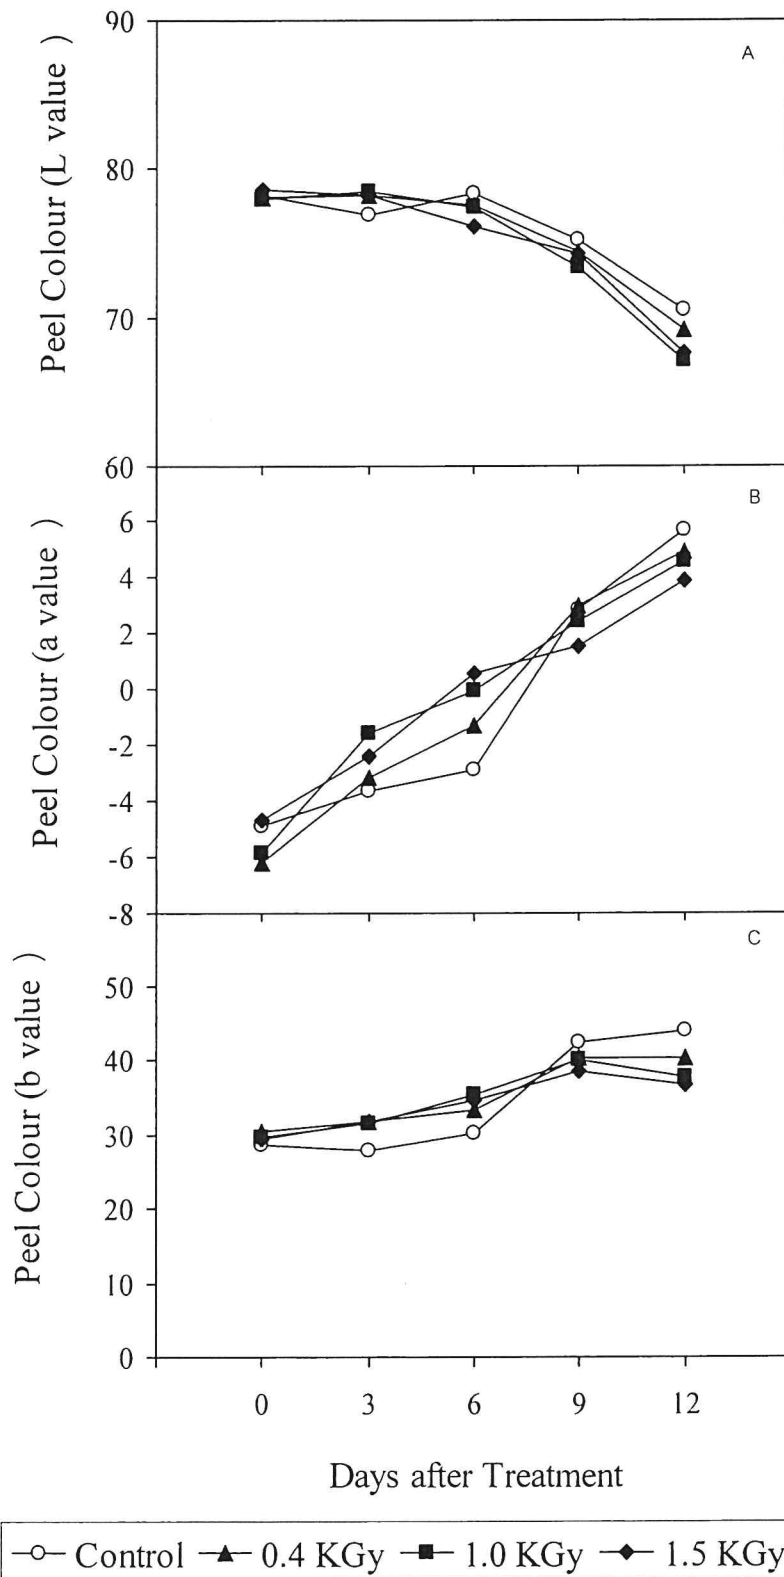 Peel Colour (L value )
90
80
70
60
A
Peel Colour (a value )
6
4
2
0
-2
-4
-6
-8
B
Peel Colour (b value )
50
40
30
20
10
0
C
0 3 6 9 12
Days after Treatment
Control 0.4 KGy 1.0 KGy 1.5 KGy